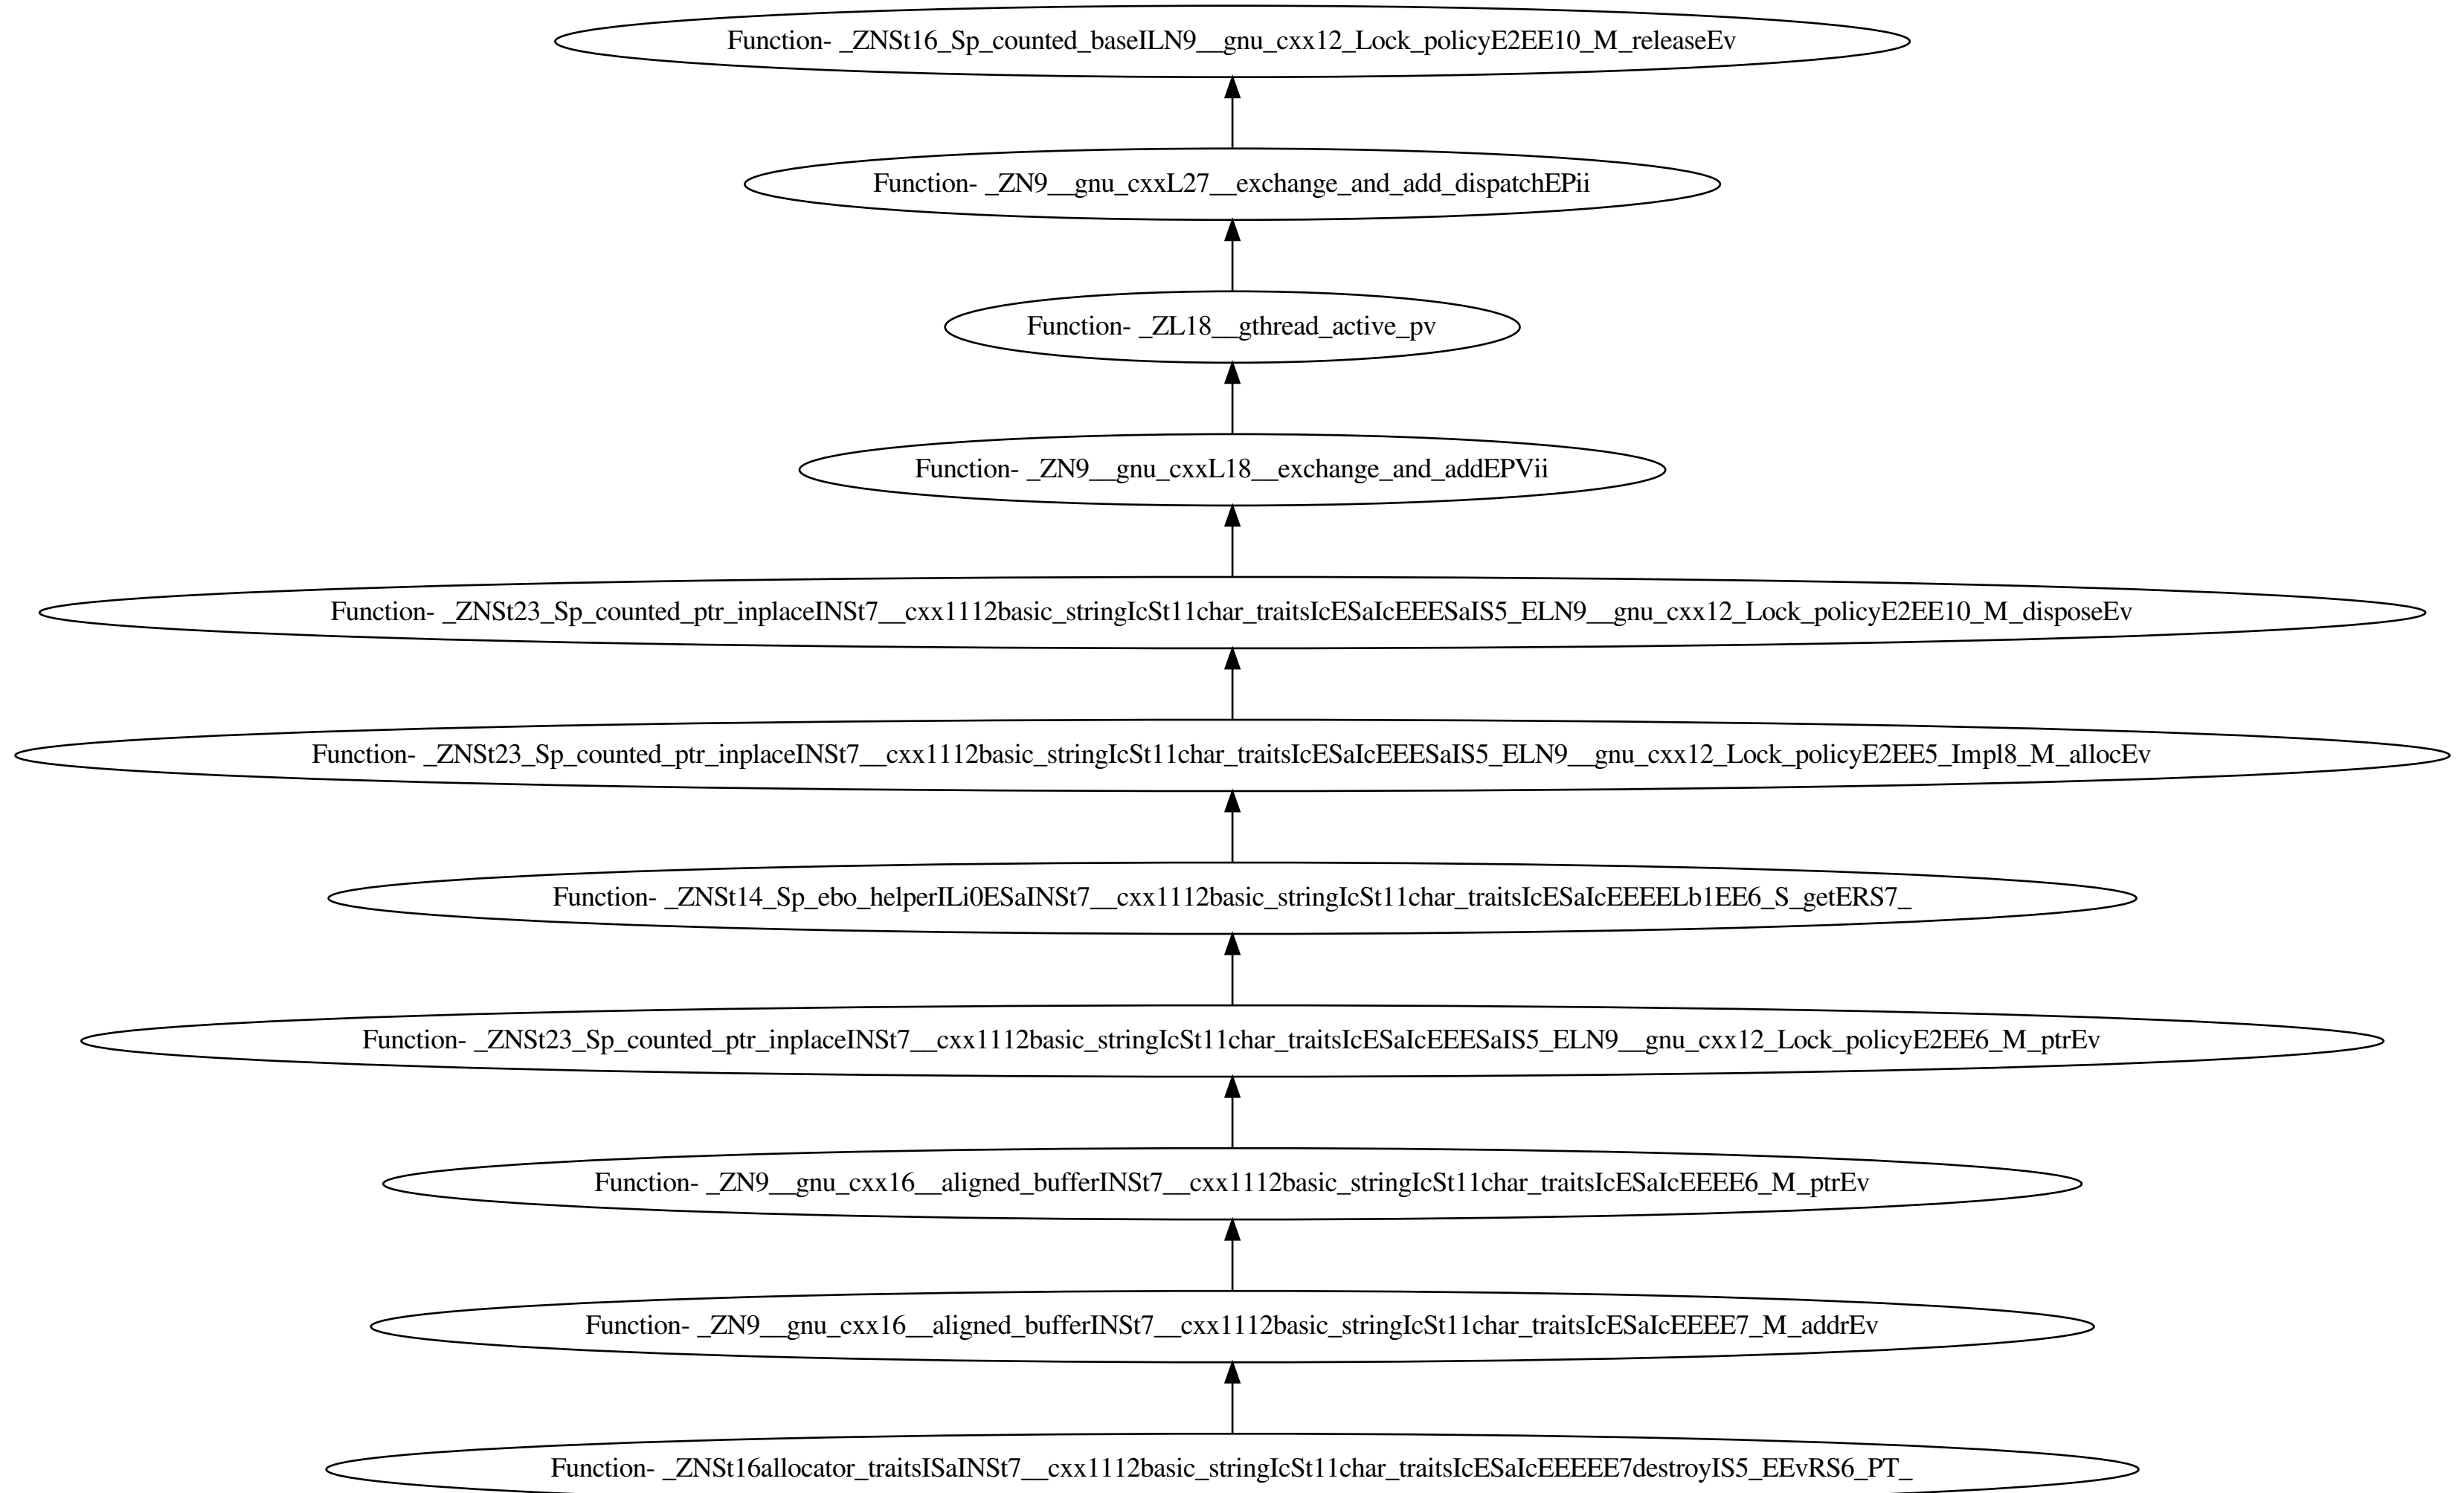 Function- _ZNSt16_Sp_counted_baseILN9__gnu_cxx12_Lock_policyE2EE10_M_releaseEv
Function- _ZN9__gnu_cxxL27__exchange_and_add_dispatchEPii
Function- _ZL18__gthread_active_pv
Function- _ZN9__gnu_cxxL18__exchange_and_addEPVii
Function- _ZNSt23_Sp_counted_ptr_inplaceINSt7__cxx1112basic_stringIcSt11char_traitsIcESaIcEEESaIS5_ELN9__gnu_cxx12_Lock_policyE2EE10_M_disposeEv
Function- _ZNSt23_Sp_counted_ptr_inplaceINSt7__cxx1112basic_stringIcSt11char_traitsIcESaIcEEESaIS5_ELN9__gnu_cxx12_Lock_policyE2EE5_Impl8_M_allocEv
Function- _ZNSt14_Sp_ebo_helperILi0ESaINSt7__cxx1112basic_stringIcSt11char_traitsIcESaIcEEEELb1EE6_S_getERS7_
Function- _ZNSt23_Sp_counted_ptr_inplaceINSt7__cxx1112basic_stringIcSt11char_traitsIcESaIcEEESaIS5_ELN9__gnu_cxx12_Lock_policyE2EE6_M_ptrEv
Function- _ZN9__gnu_cxx16__aligned_bufferINSt7__cxx1112basic_stringIcSt11char_traitsIcESaIcEEEE6_M_ptrEv
Function- _ZN9__gnu_cxx16__aligned_bufferINSt7__cxx1112basic_stringIcSt11char_traitsIcESaIcEEEE7_M_addrEv
Function- _ZNSt16allocator_traitsISaINSt7__cxx1112basic_stringIcSt11char_traitsIcESaIcEEEEE7destroyIS5_EEvRS6_PT_